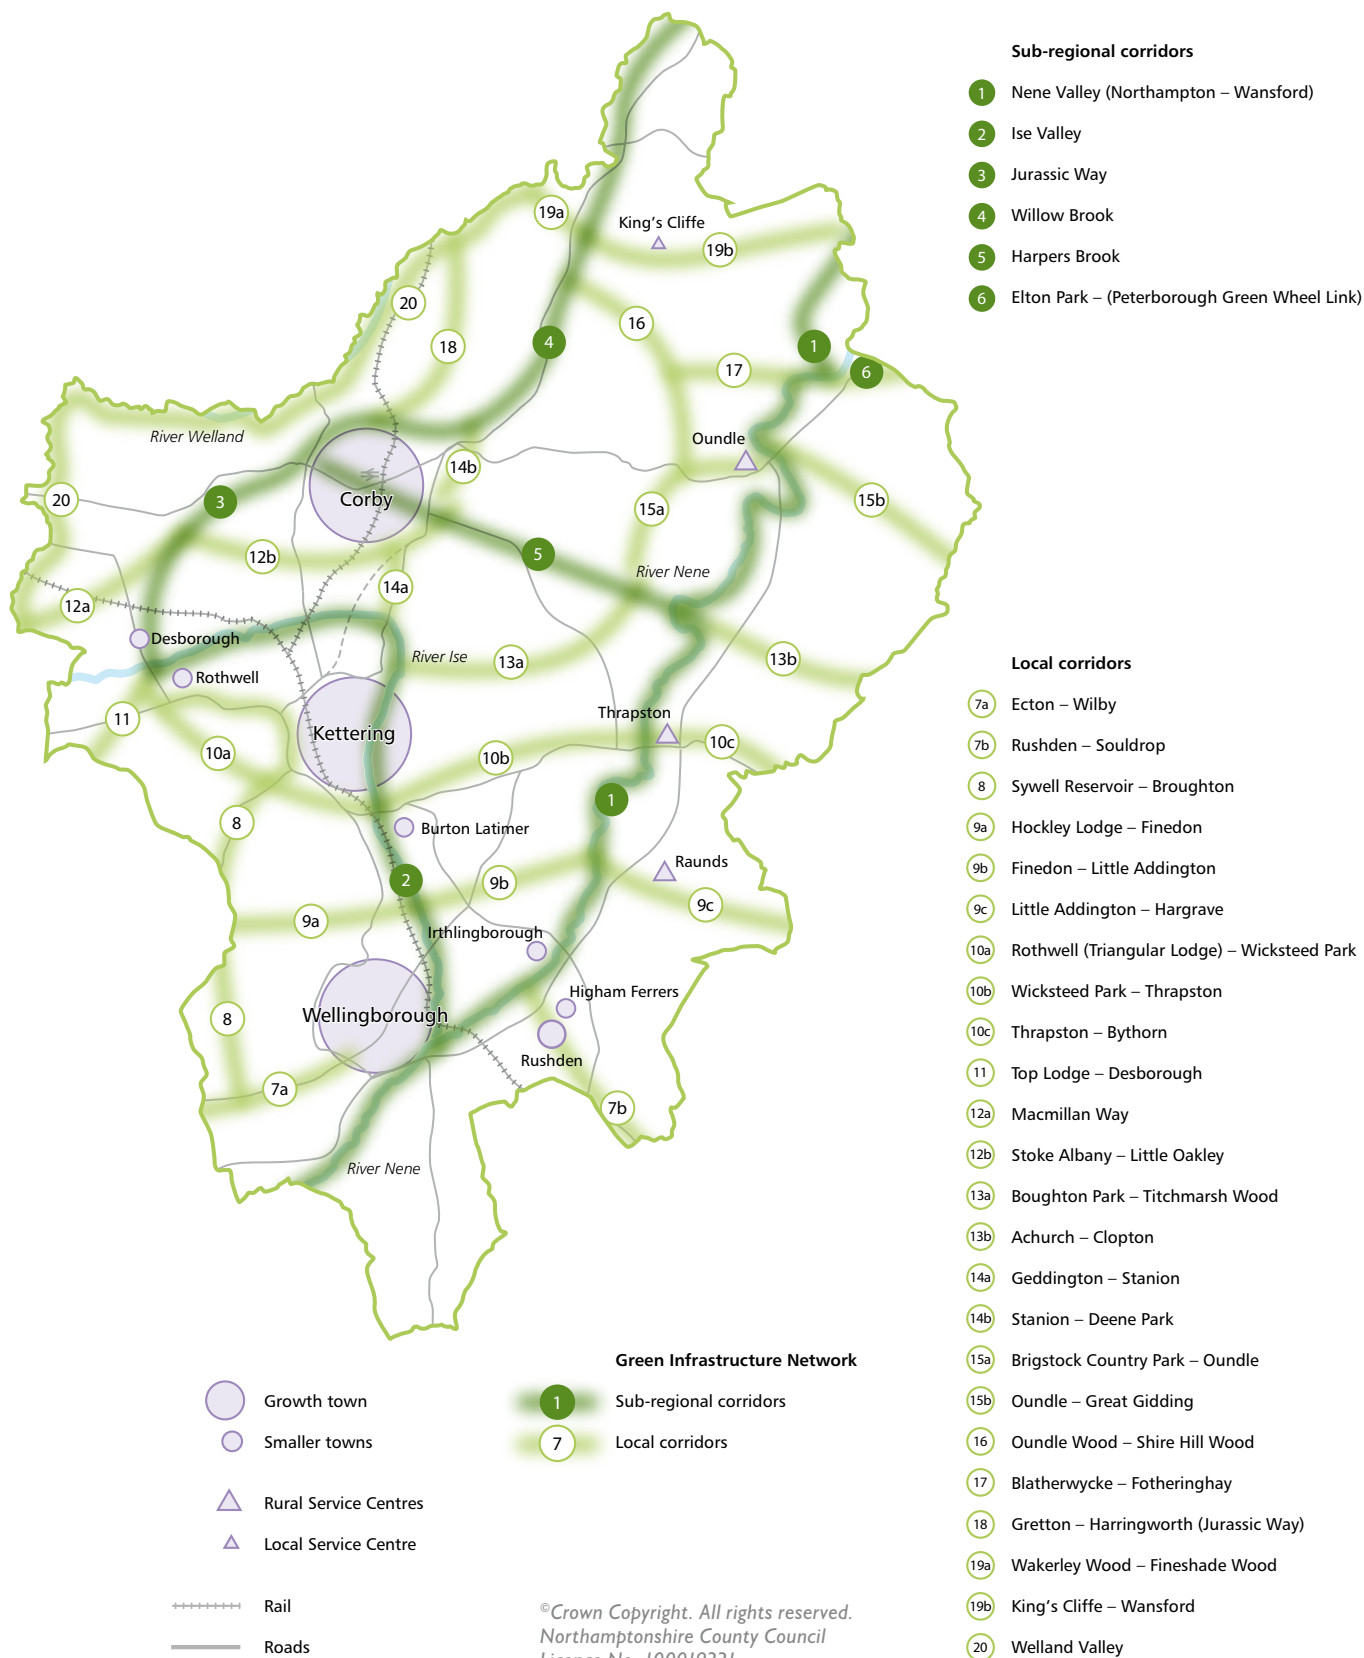 Sub-regional corridors
1 Nene Valley (Northampton – Wansford)
2 Ise Valley
3 Jurassic Way
4 Willow Brook
5 Harpers Brook
6 Elton Park – (Peterborough Green Wheel Link)
19a
King's Cliffe
19b
20
16
18
4
1
17
6
River Welland
Oundle
14b
Corby
20
3
15a
15b
12b
5
River Nene
14a
12a
Desborough
River Ise
13a
13b
Rothwell
11
Thrapston
Kettering
10a
10b
10c
1
8
Burton Latimer
Raunds
2
9b
9c
9a
Irthlingborough
Higham Ferrers
8
Wellingborough
Rushden
7a
7b
River Nene
Local corridors
7a Ecton – Wilby
7b Rushden – Souldrop
8 Sywell Reservoir – Broughton
9a Hockley Lodge – Finedon
9b Finedon – Little Addington
9c Little Addington – Hargrave
10a Rothwell (Triangular Lodge) – Wicksteed Park
10b Wicksteed Park – Thrapston
10c Thrapston – Bythorn
11 Top Lodge – Desborough
12a Macmillan Way
12b Stoke Albany – Little Oakley
13a Boughton Park – Titchmarsh Wood
13b Achurch – Clopton
14a Geddington – Stanion
14b Stanion – Deene Park
15a Brigstock Country Park – Oundle
15b Oundle – Great Gidding
16 Oundle Wood – Shire Hill Wood
17 Blatherwycke – Fotheringhay
18 Gretton – Harringworth (Jurassic Way)
19a Wakerley Wood – Fineshade Wood
19b King's Cliffe – Wansford
20 Welland Valley
Green Infrastructure Network
1 Sub-regional corridors
7 Local corridors
Growth town
Smaller towns
Rural Service Centres
Local Service Centre
Rail
Roads
©Crown Copyright. All rights reserved.
Northamptonshire County Council